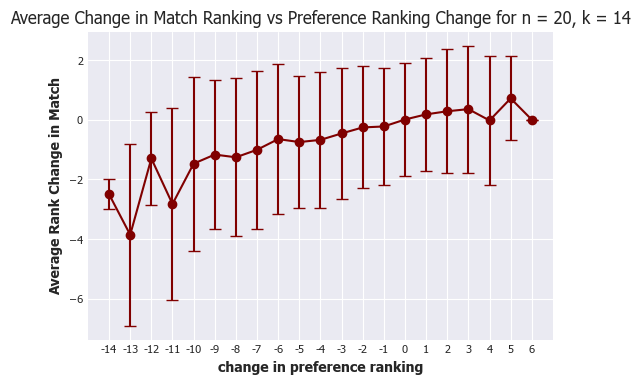 Average Change in Match Ranking vs Preference Ranking Change for n = 20, k = 14
Average Rank Change in Match
2
0
−2
−4
−6
-14 -13 -12 -11 -10 -9 -8 -7 -6 -5 -4 -3 -2 -1 0 1 2 3 4 5 6
change in preference ranking